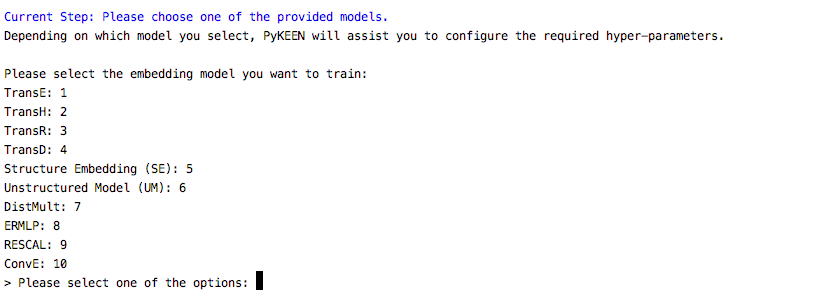 Current Step: Please choose one of the provided models.
Depending on which model you select, PyKEEN will assist you to configure the required hyper-parameters.
Please select the embedding model you want to train:
TransE: 1
TransH: 2
TransR: 3
TransD: 4
Structure Embedding (SE): 5
Unstructured Model (UM): 6
DistMult: 7
ERMLP: 8
RESCAL: 9
ConvE: 10
> Please select one of the options: